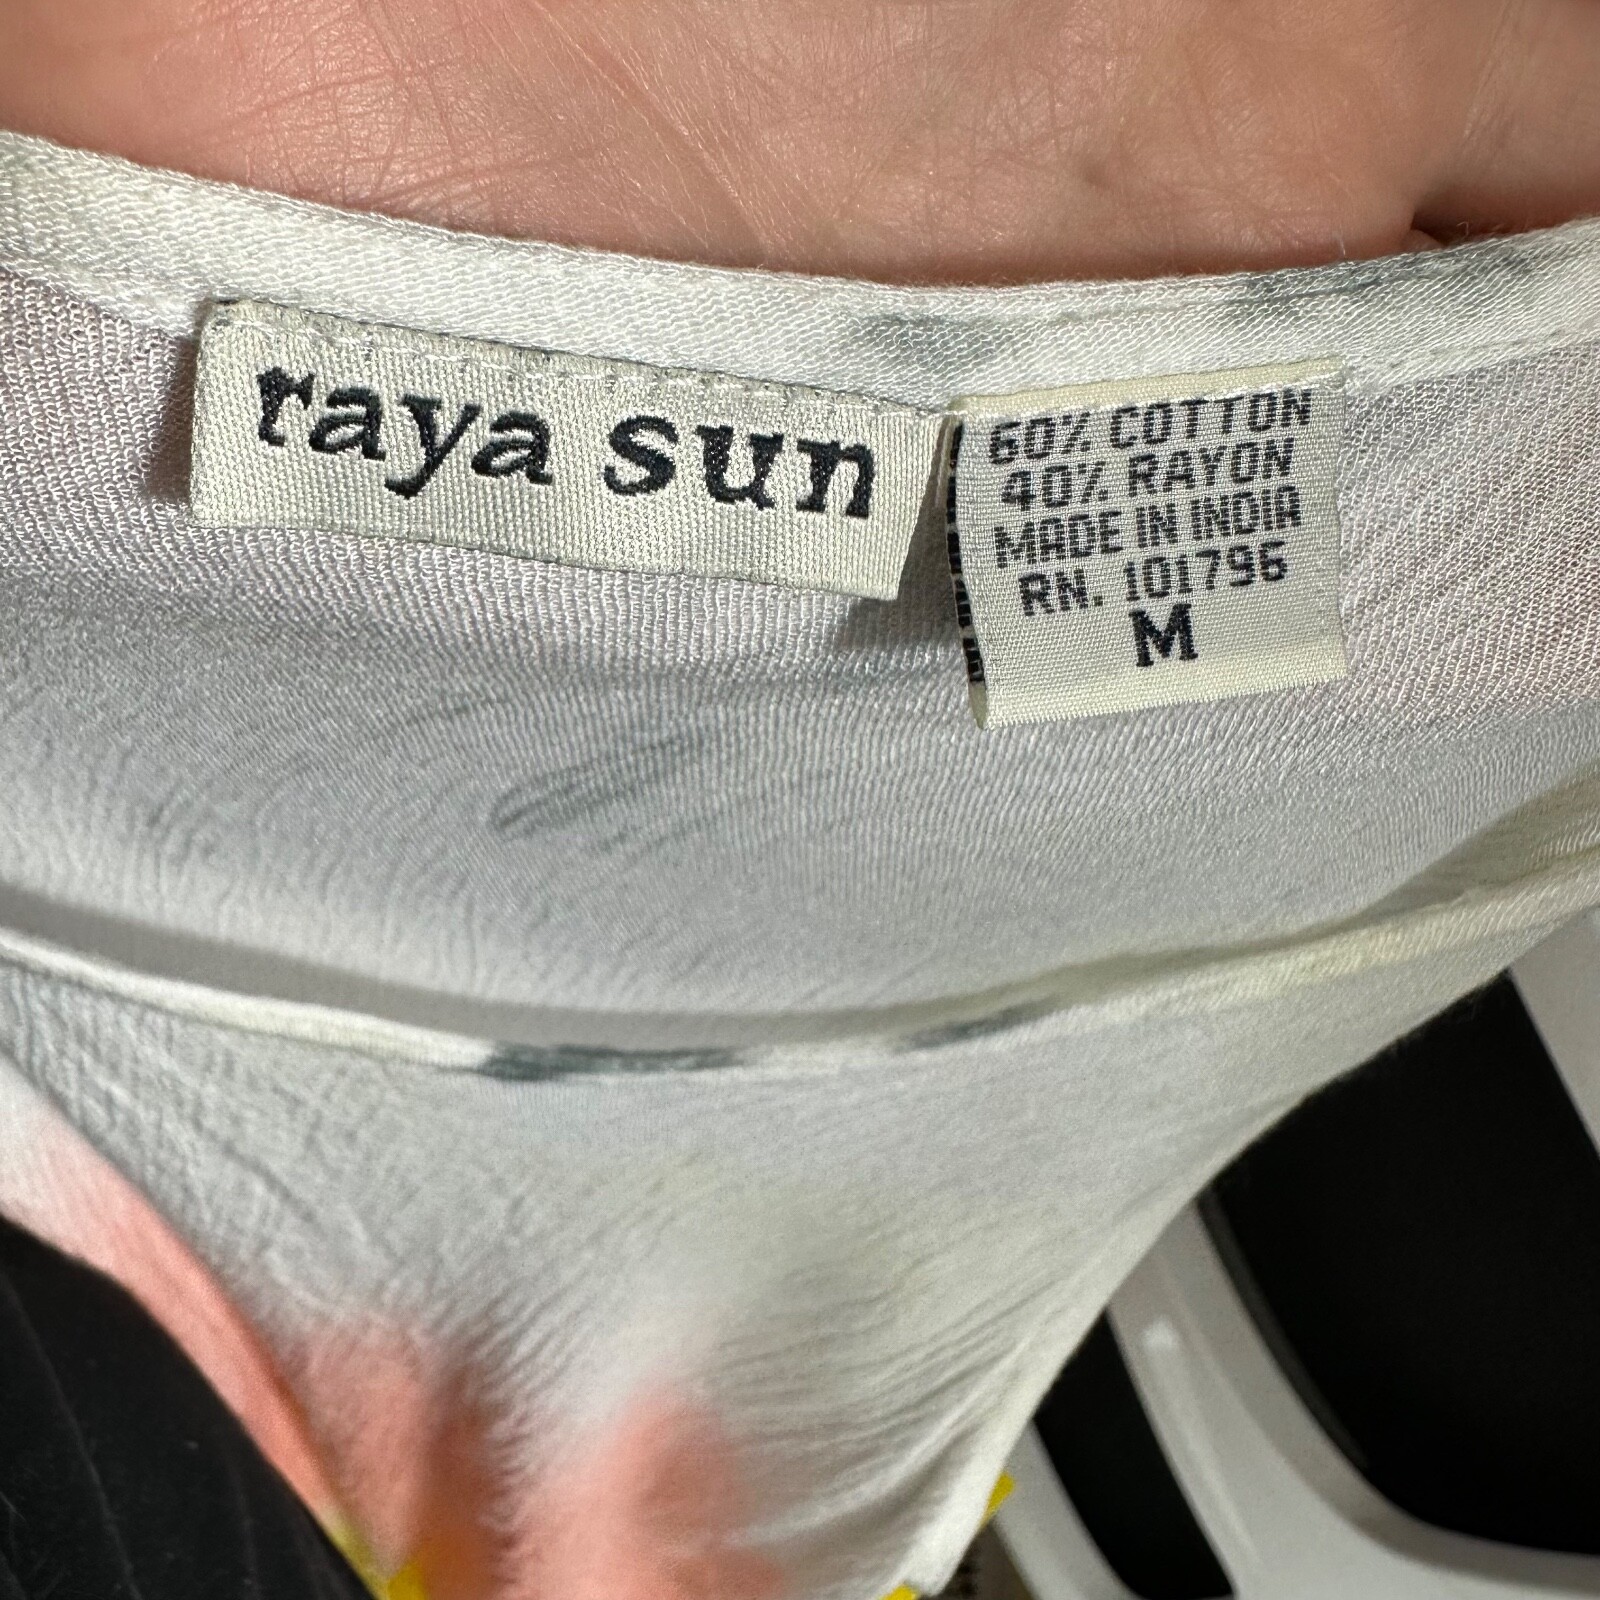 raya sun
60% COTTON
40% RAYON
MADE IN INDIA
RN. 101796
M